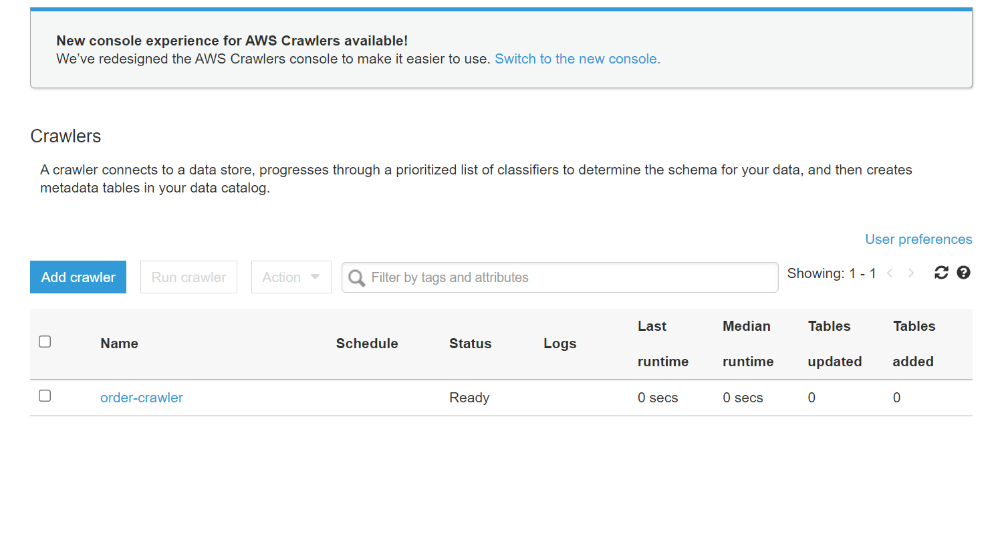 New console experience for AWS Crawlers available!
We’ve redesigned the AWS Crawlers console to make it easier to use. Switch to the new console.
Crawlers
A crawler connects to a data store, progresses through a prioritized list of classifiers to determine the schema for your data, and then creates
metadata tables in your data catalog.
User preferences
Add crawler Run crawler Action Filter by tags and attributes Showing: 1 - 1
Name Schedule Status Logs Last runtime Median runtime Tables updated Tables added
order-crawler Ready 0 secs 0 secs 0 0